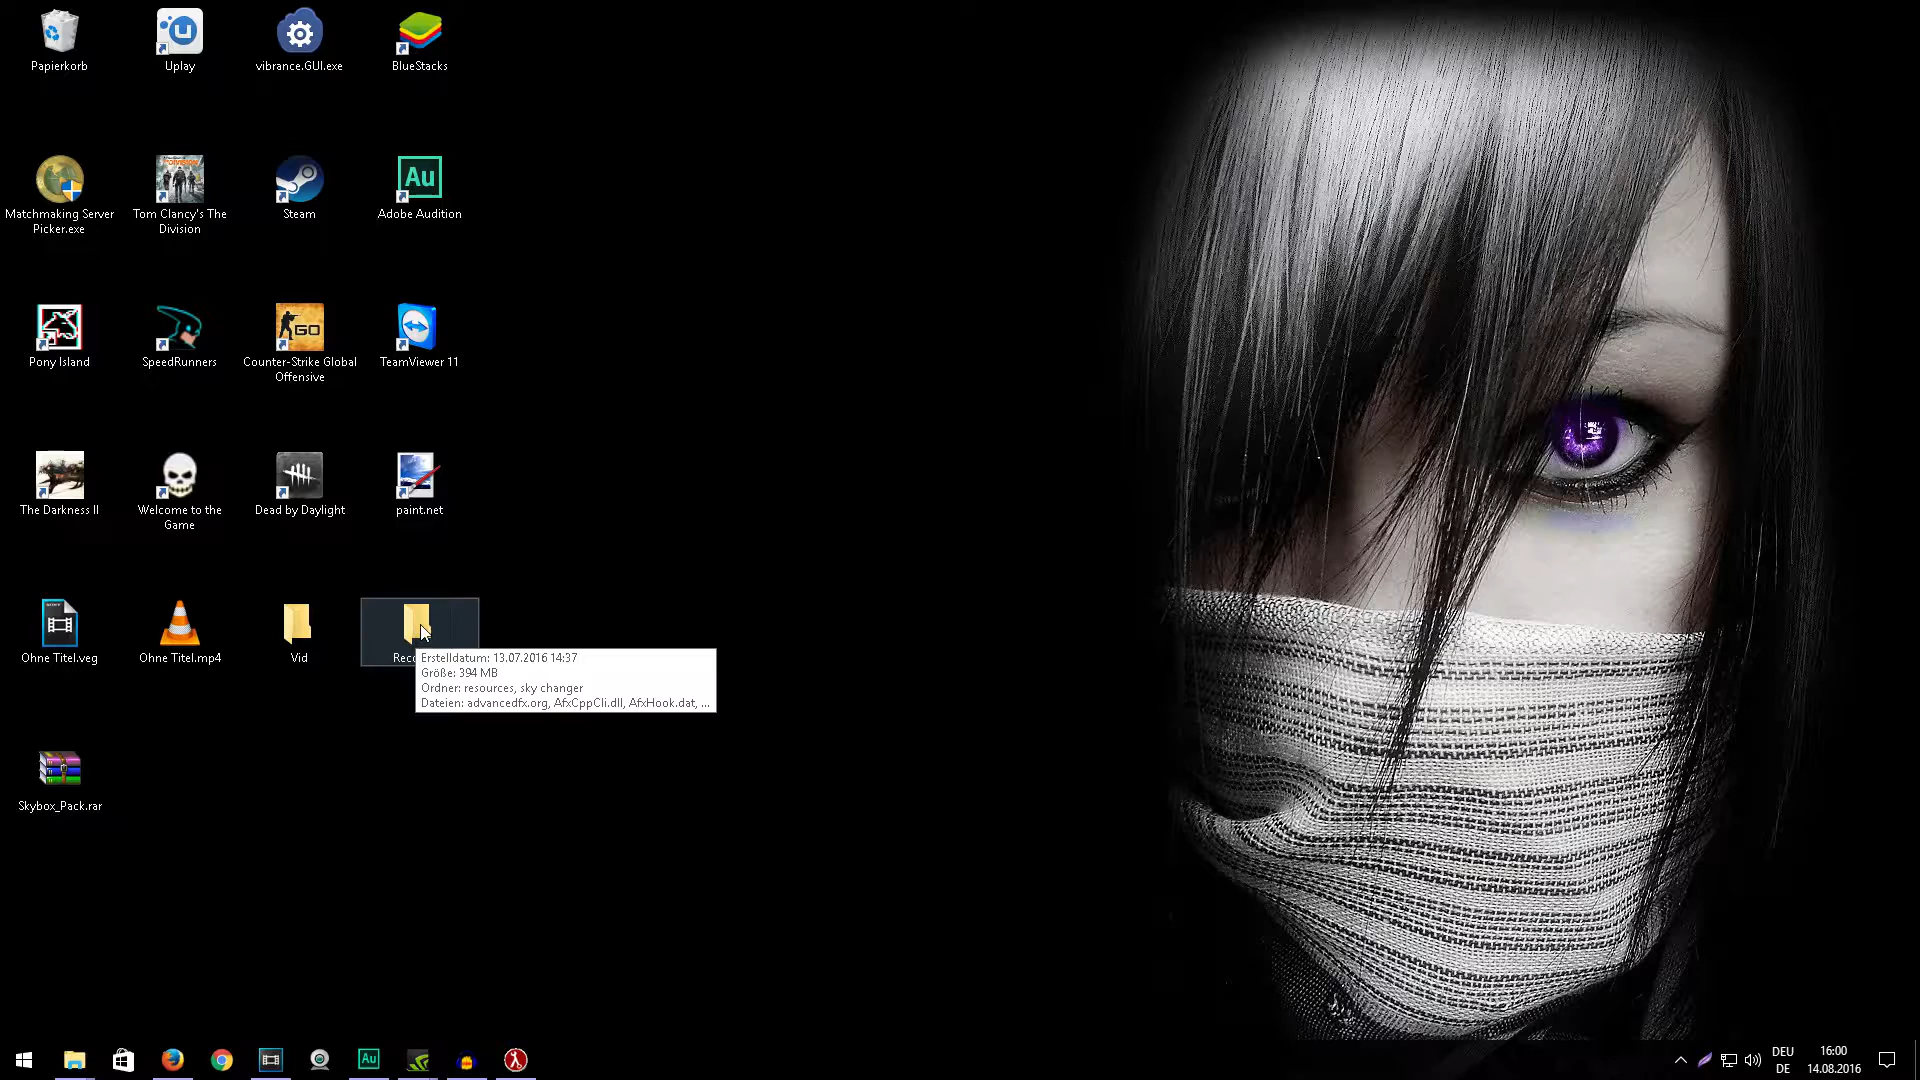 Papierkorb
Uplay
vibrance.GUI.exe
BlueStacks
Matchmaking Server
Picker.exe
Tom Clancy's The
Division
Steam
Au
Adobe Audition
Pony Island
SpeedRunners
GO
Counter-Strike Global
Offensive
TeamViewer 11
The Darkness II
Welcome to the
Game
Dead by Daylight
paint.net
Ohne Titel.veg
Ohne Titel.mp4
Vid
Erstelldatum: 13.07.2016 14:37
Größe: 394 MB
Ordner: resources, sky changer
Dateien: advancedfx.org, AfxCppCli.dll, AfxHook.dat, ...
Skybox_Pack.rar
Au
DEU
DE
16:00
14.08.2016